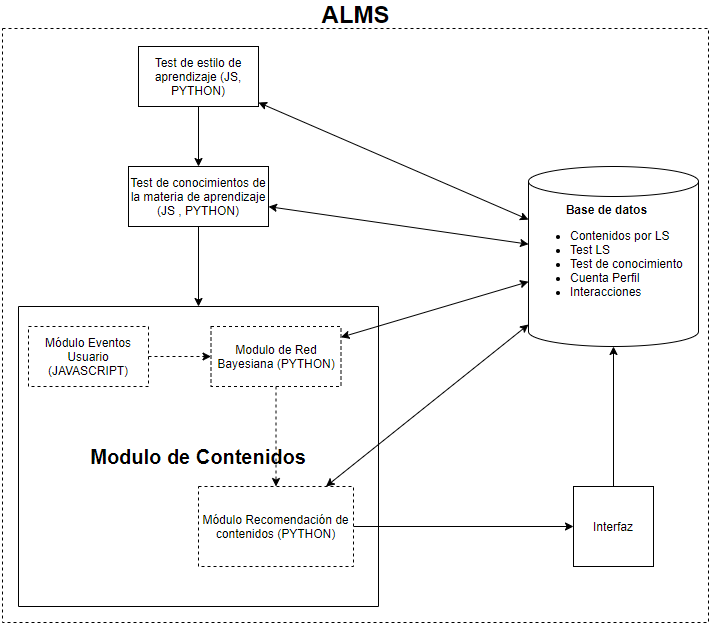 ALMS
Test de estilo de
aprendizaje (JS,
PYTHON)
Test de conocimientos de
la materia de aprendizaje
(JS , PYTHON)
Base de datos
Contenidos por LS
Test LS
Test de conocimiento
Cuenta Perfil
Interacciones
Módulo Eventos
Usuario
(JAVASCRIPT)
Modulo de Red
Bayesiana (PYTHON)
Modulo de Contenidos
Módulo Recomendación de
contenidos (PYTHON)
Interfaz